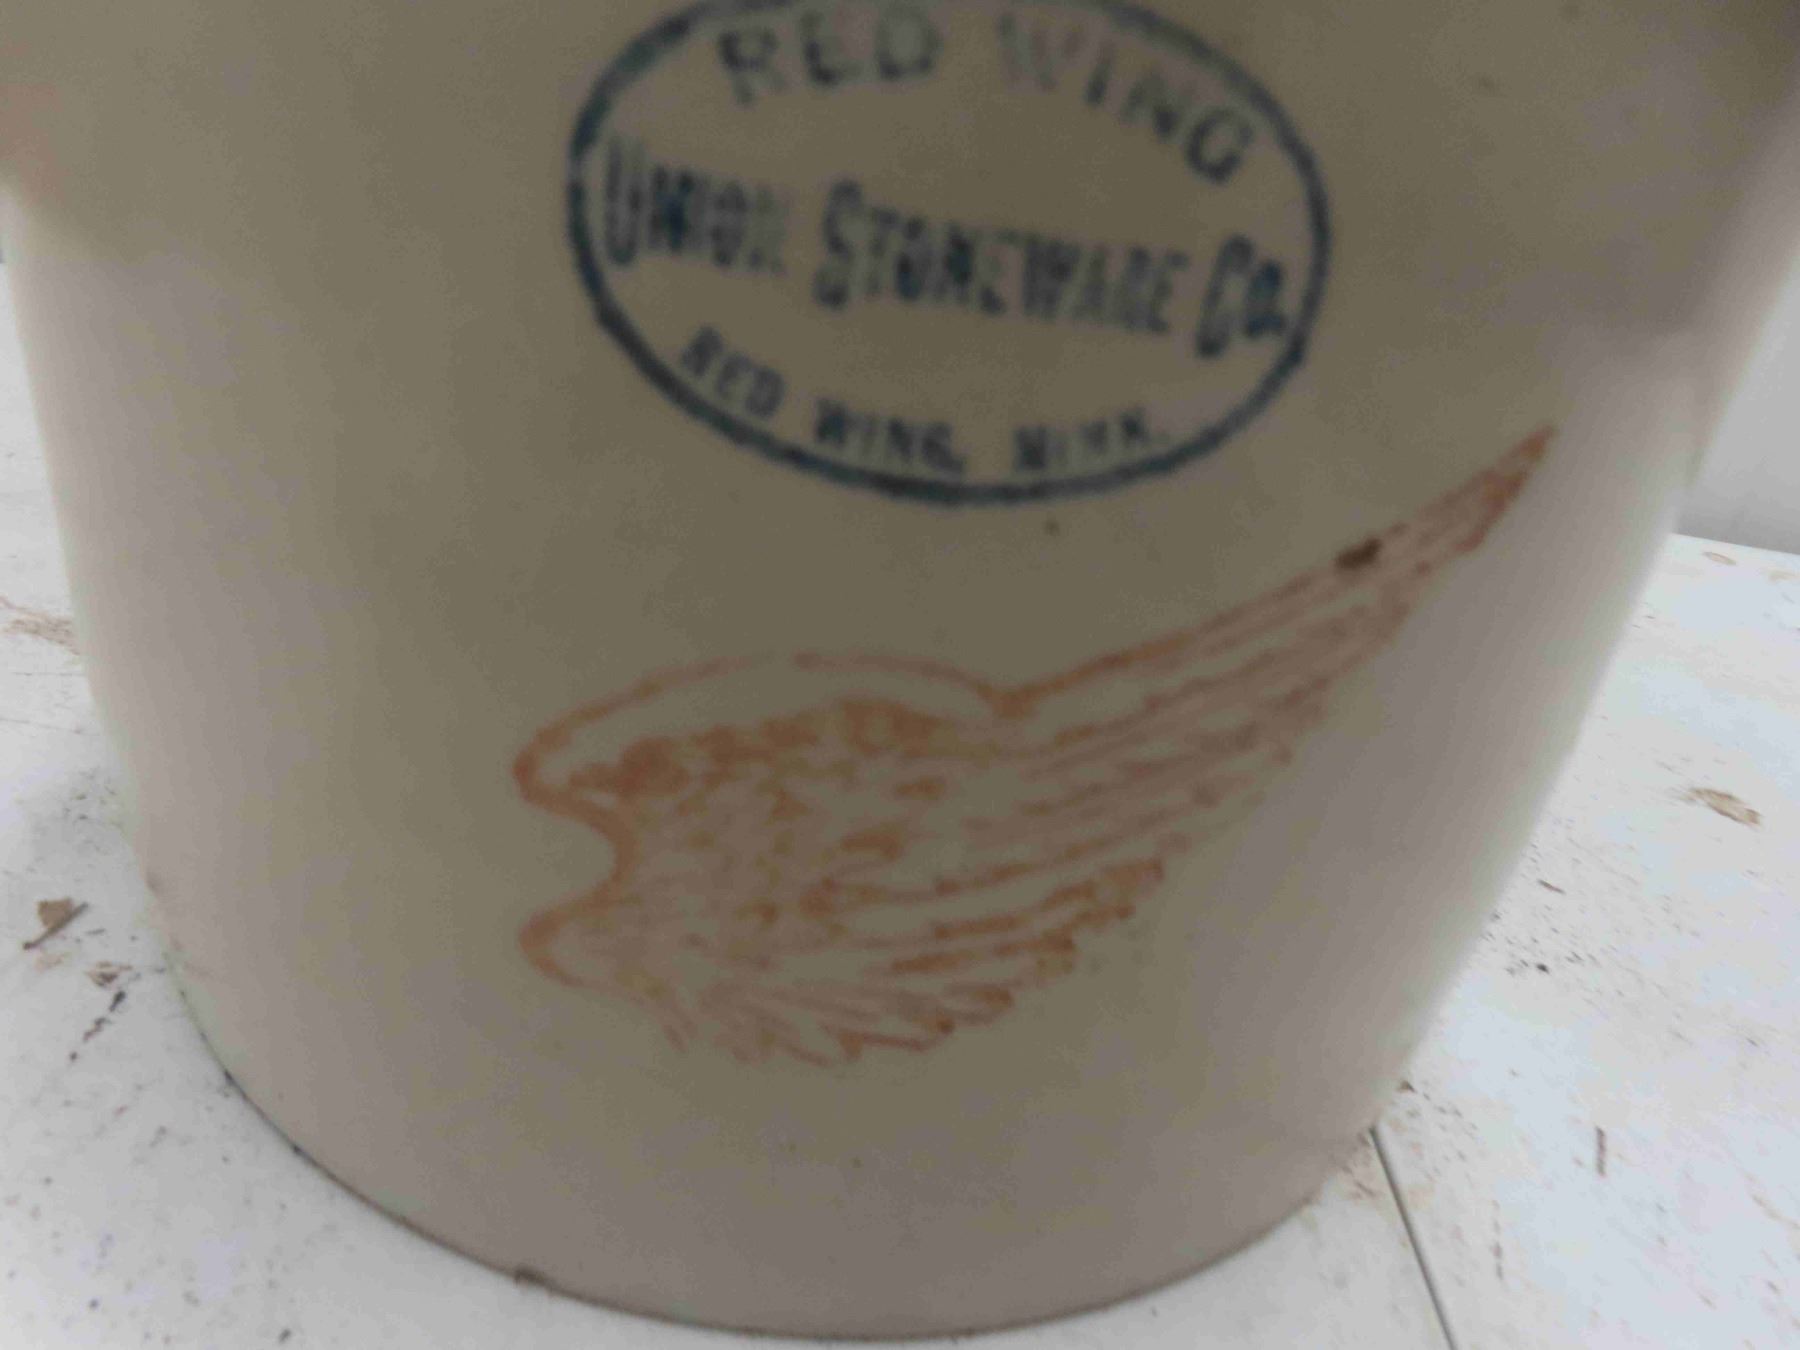 RED WING
UNION STONEWARE CO.
RED WING, MINN.